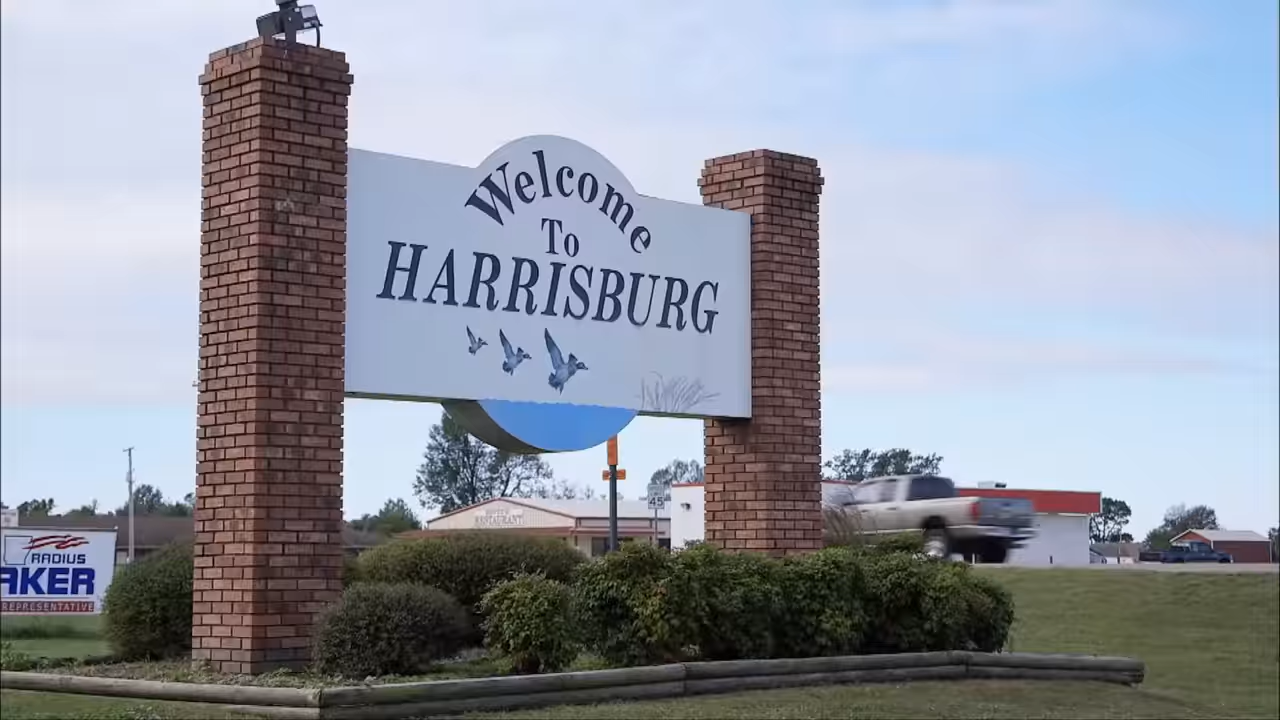 Welcome
To
HARRISBURG
RESTAURANT
45
RADIUS
AKER
REPRESENTATIVE